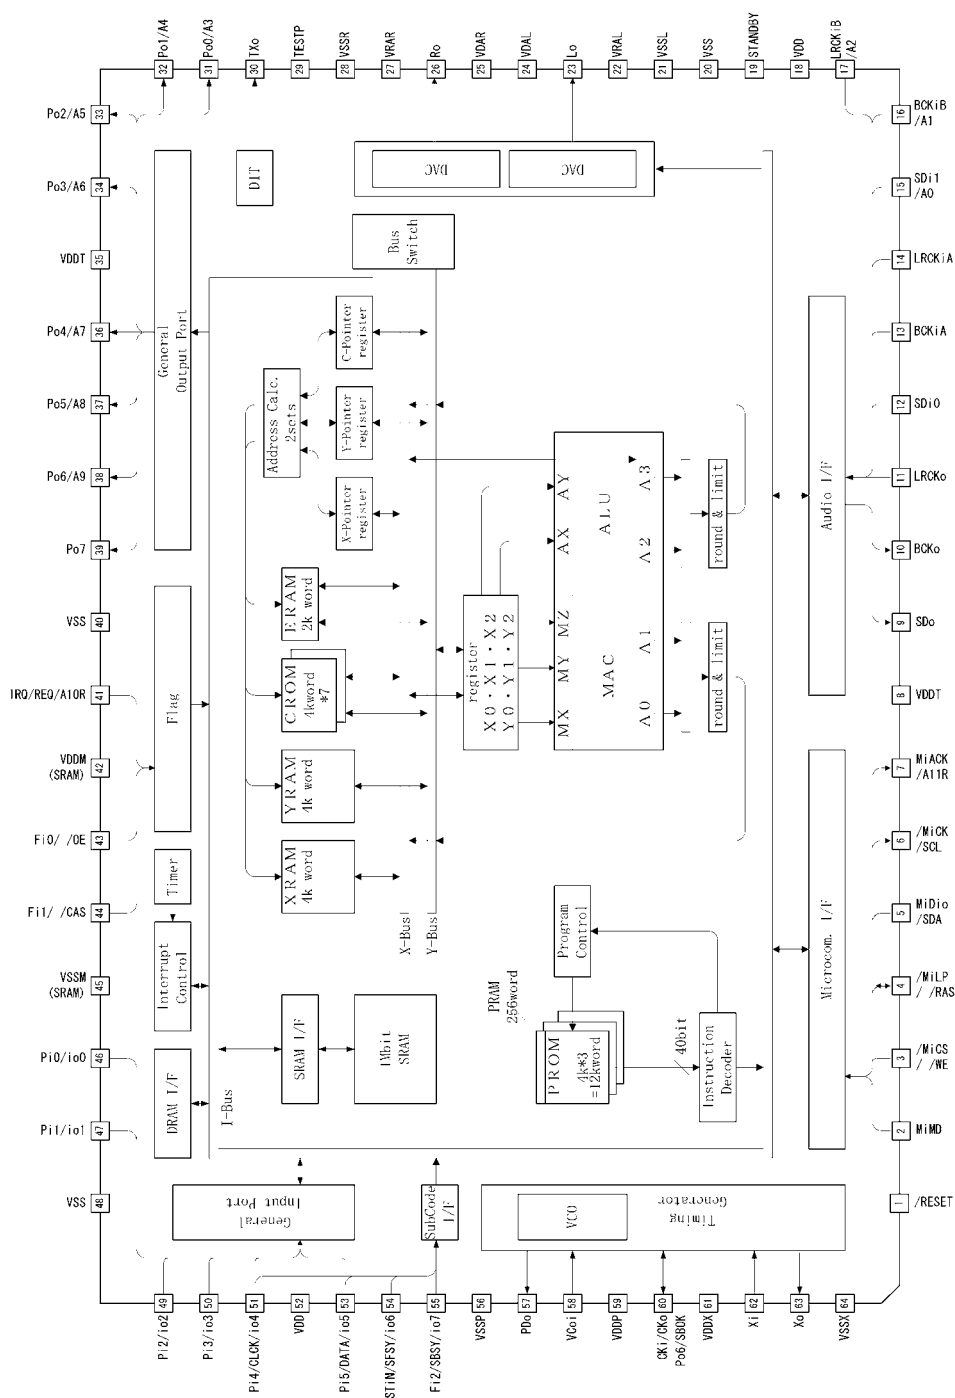 32 Po1/A4
31 Po0/A3
30 TXo
29 TESTP
28 VSSR
27 VRAR
26 Ro
25 VDAR
24 VDAL
23 Lo
22 VRAL
21 VSSL
20 VSS
19 STANDBY
18 VDD
17 LRCKiB
/A2
Po2/A5 33
Po3/A6 34
VDDT 35
Po4/A7 36
Po5/A8 37
Po6/A9 38
Po7 39
VSS 40
IRQ/REQ/A10R 41
VDDM
(SRAM) 42
Fi0/ /OE 43
Fi1/ /CAS 44
VSSM
(SRAM) 45
Pi0/io0 46
Pi1/io1 47
VSS 48
16 BCKiB
/A1
15 SDi1
/A0
14 LRCKiA
13 BCKiA
12 SDi0
11 LRCKo
10 BCKo
9 SDo
8 VDDT
7 MiACK
/A11R
6 /MiCK
/SCL
5 MiDio
/SDA
4 /MiLP
/ /RAS
3 /MiCS
/ /WE
2 MiMD
1 /RESET
49 Pi2/io2
50 Pi3/io3
51 Pi4/CLCK/io4
52 VDD
53 Pi5/DATA/io5
54 STiN/SFSY/io6
55 Fi2/SBSY/io7
56 VSSP
57 PDo
58 VCoi
59 VDDP
60 CKi/CKo
Po6/SBOK
61 VDDX
62 Xi
63 Xo
64 VSSX
General
Output Port
DIT
DAC
DAC
Bus
Switch
C-Pointer
register
Address Calc.
2sets
Y-Pointer
register
X-Pointer
register
ERAM
2k word
CROM
4kword
*7
YRAM
4k word
XRAM
4k word
register
X0・X1・X2
Y0・Y1・Y2
MX MY MZ AX AY
MAC
ALU
A0 A1 A2 A3
round & limit
round & limit
Audio I/F
Flag
Timer
Interrupt
Control
DRAM I/F
X-Bus
Y-Bus
I-Bus
SRAM I/F
1Mbit
SRAM
Program
Control
PRAM
256word
PROM
4k*3
=12kword
40bit
Instruction
Decoder
Microcom. I/F
General
Input Port
SubCode
I/F
VCO
Timing
Generator